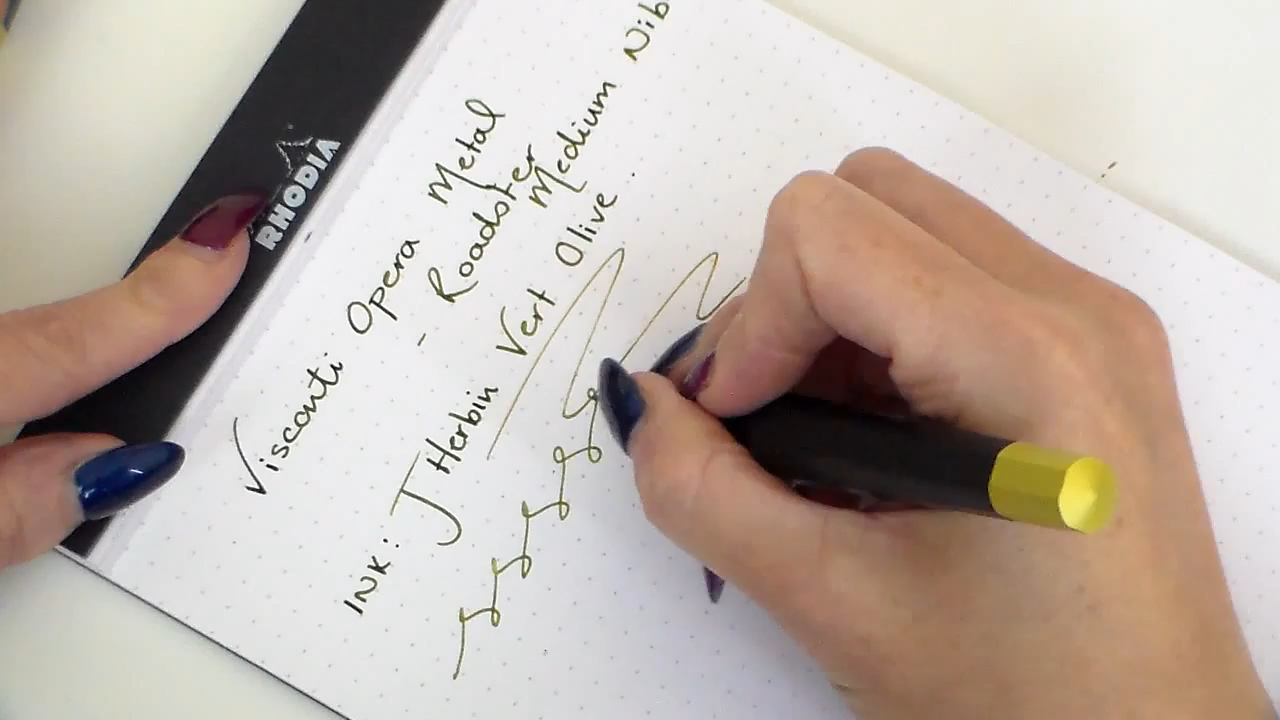 RHODIA
Visconti Opera Metal
- Roadster
Medium Nib
INK: J Herbin Vert Olive